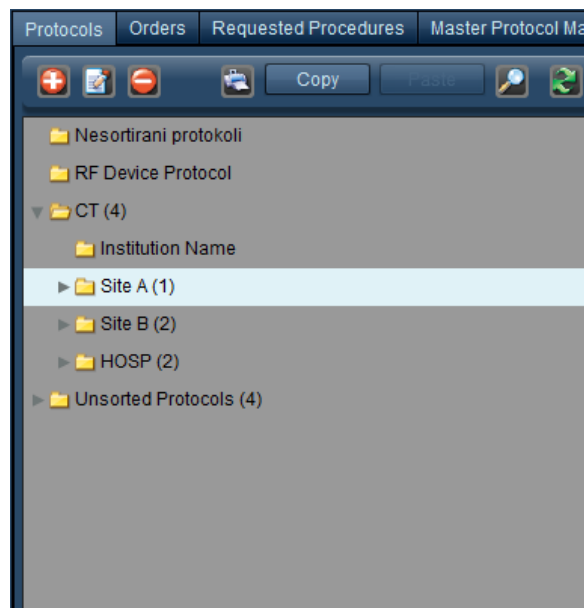 Protocols Orders Requested Procedures Master Protocol Ma
Copy Paste
Nesortirani protokoli
RF Device Protocol
CT (4)
Institution Name
Site A (1)
Site B (2)
HOSP (2)
Unsorted Protocols (4)